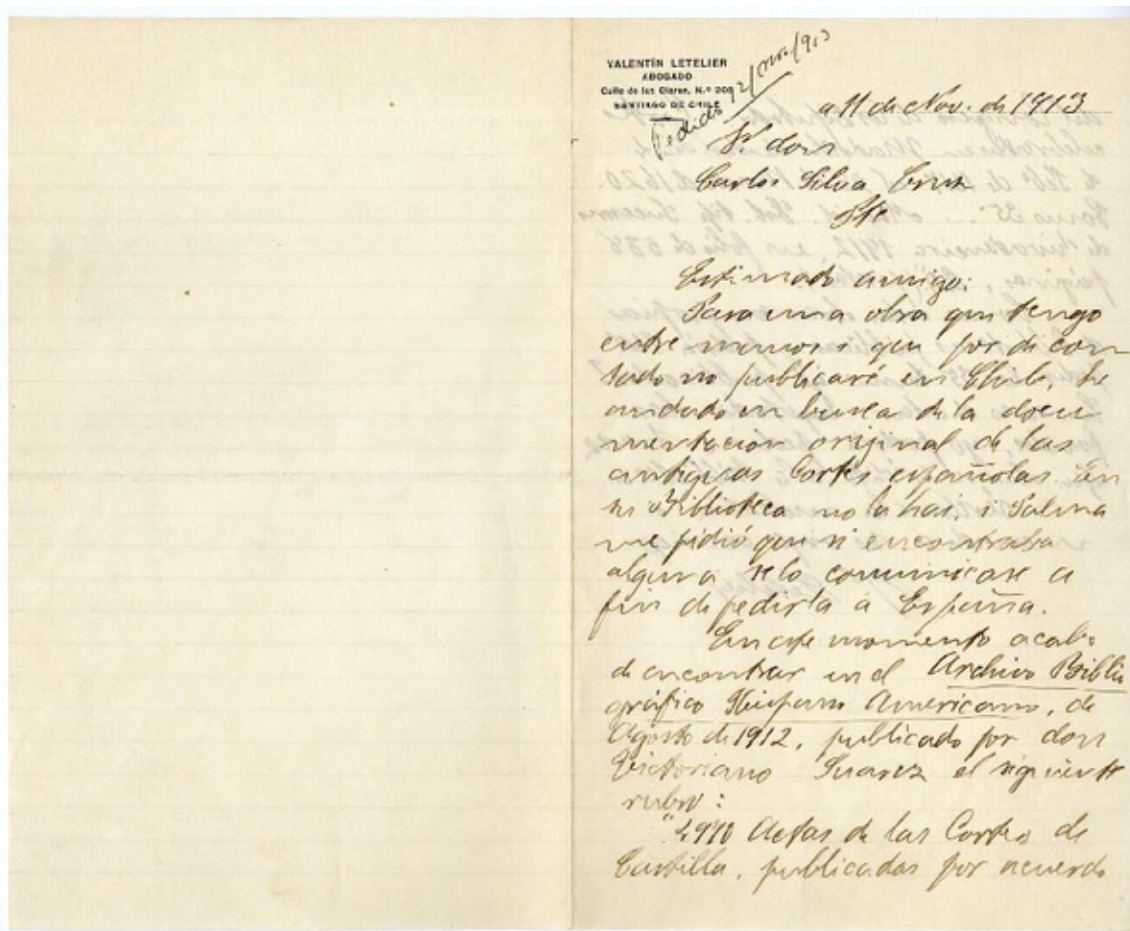 VALENTÍN LETELIER
ABOGADO
Calle de las Claras, N.º 208
SANTIAGO DE CHILE
Pedido 12/nov/913
a 11 de Nov. de 1913
Sr. don
Carlos Silva Cruz
Pte
Estimado amigo:
Para una obra que tengo
entre manos i que por de con
tado no publicaré en Chile, he
andado en busca de la docu
mentacion original de las
antiguas Cortes españolas. En
su Biblioteca no la hai, i Salina
me pidió que si encontraba
alguna se lo comunicase a
fin de pedirla a España.
En este momento acabo
de encontrar en el Archivo Biblio
gráfico Hispano Americano, de
Agosto de 1912, publicado por don
Victoriano Suarez el siguiente
rubro:
Actas de las Cortes de
Castilla, publicadas por acuerdo